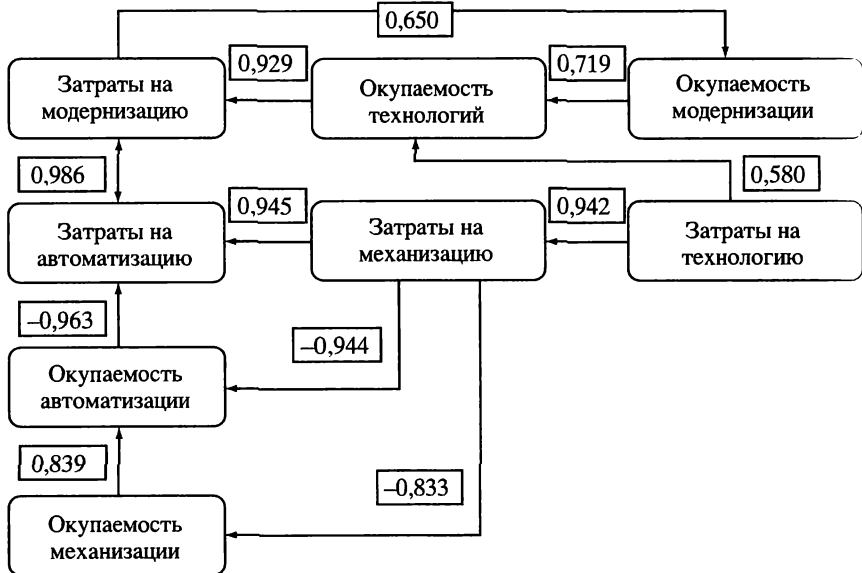 0,650
0,929
0,719
Затраты на
модернизацию
Окупаемость
технологий
Окупаемость
модернизации
0,986
0,580
0,945
0,942
Затраты на
автоматизацию
Затраты на
механизацию
Затраты на
технологию
–0,963
–0,944
Окупаемость
автоматизации
0,839
–0,833
Окупаемость
механизации